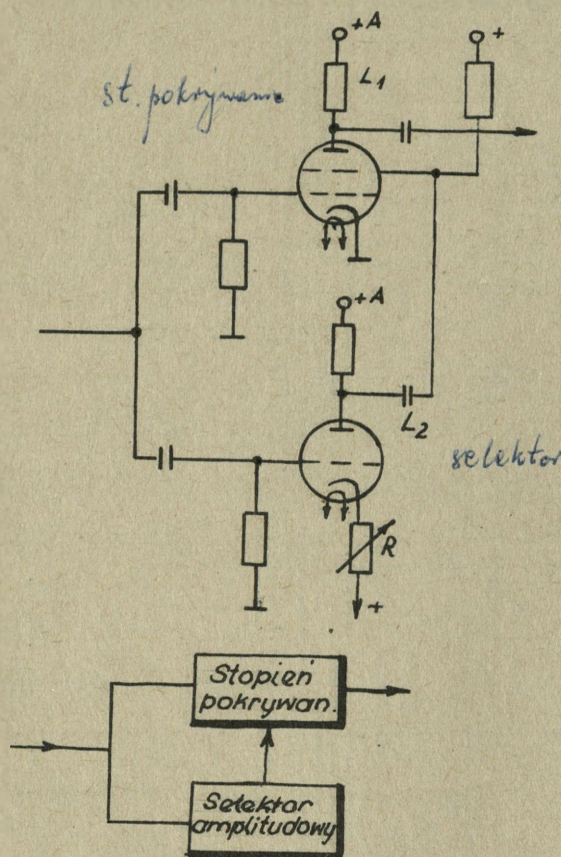 +A
+
L1
st. pokrywania
+A
L2
selektor
R
+
Stopień
pokrywan.
Selektor
amplitudowy